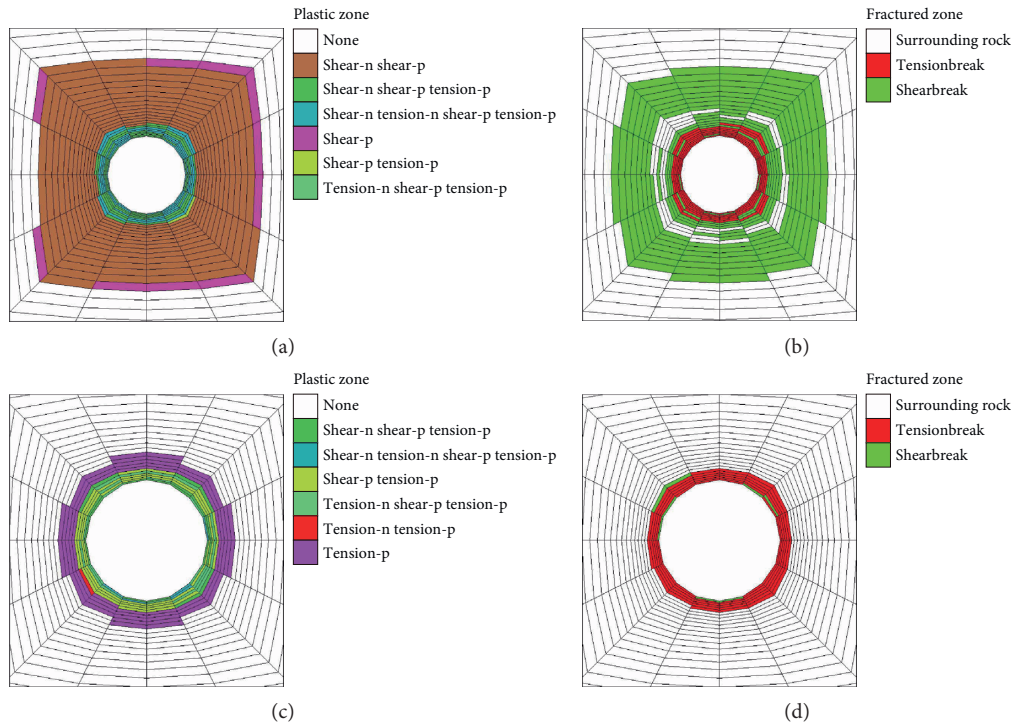 Plastic zone
None
Shear-n shear-p
Shear-n shear-p tension-p
Shear-n tension-n shear-p tension-p
Shear-p
Shear-p tension-p
Tension-n shear-p tension-p
(a)
Fractured zone
Surrounding rock
Tensionbreak
Shearbreak
(b)
Plastic zone
None
Shear-n shear-p tension-p
Shear-n tension-n shear-p tension-p
Shear-p tension-p
Tension-n shear-p tension-p
Tension-n tension-p
Tension-p
(c)
Fractured zone
Surrounding rock
Tensionbreak
Shearbreak
(d)